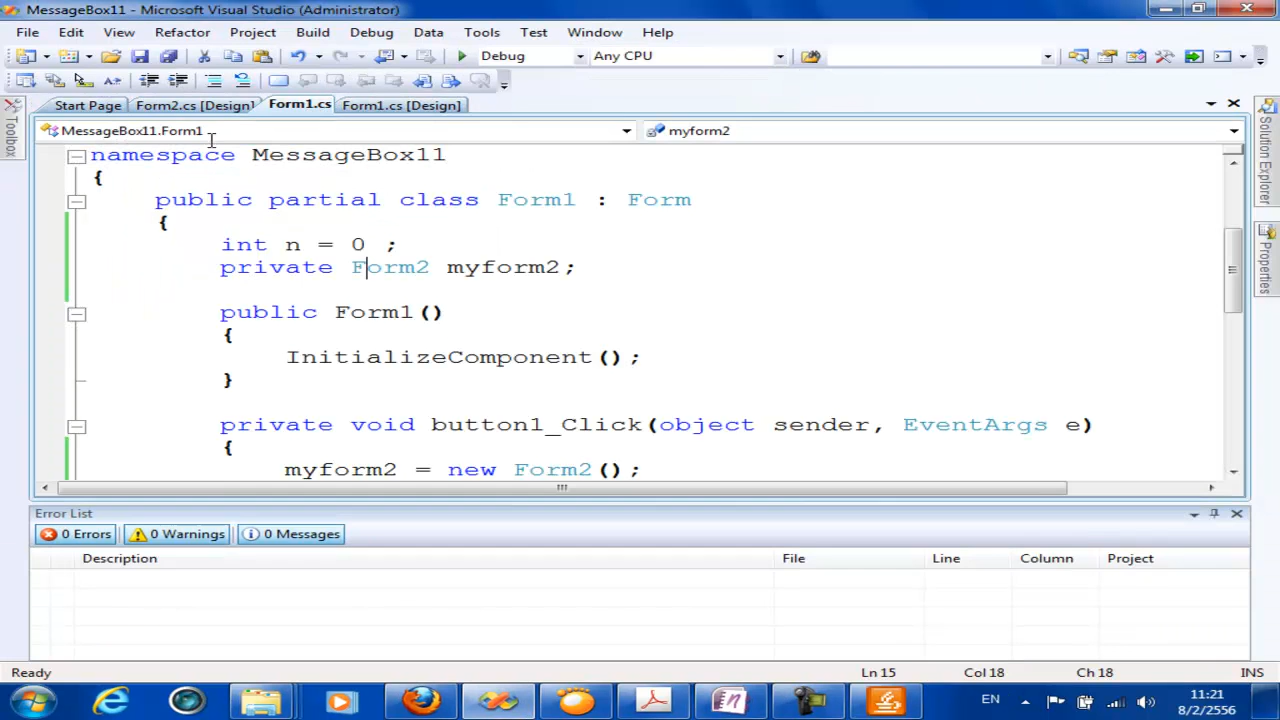 MessageBox11 - Microsoft Visual Studio (Administrator)
File Edit View Refactor Project Build Debug Data Tools Test Window Help
Debug Any CPU
Start Page Form2.cs [Design] Form1.cs Form1.cs [Design]
MessageBox11.Form1 myform2
Toolbox
Solution Explorer
Properties
namespace MessageBox11
{
public partial class Form1 : Form
{
int n = 0 ;
private Form2 myform2;
public Form1()
{
InitializeComponent();
}
private void button1_Click(object sender, EventArgs e)
{
myform2 = new Form2();
Error List
0 Errors 0 Warnings 0 Messages
Description File Line Column Project
Ready Ln 15 Col 18 Ch 18 INS
EN 11:21
8/2/2556